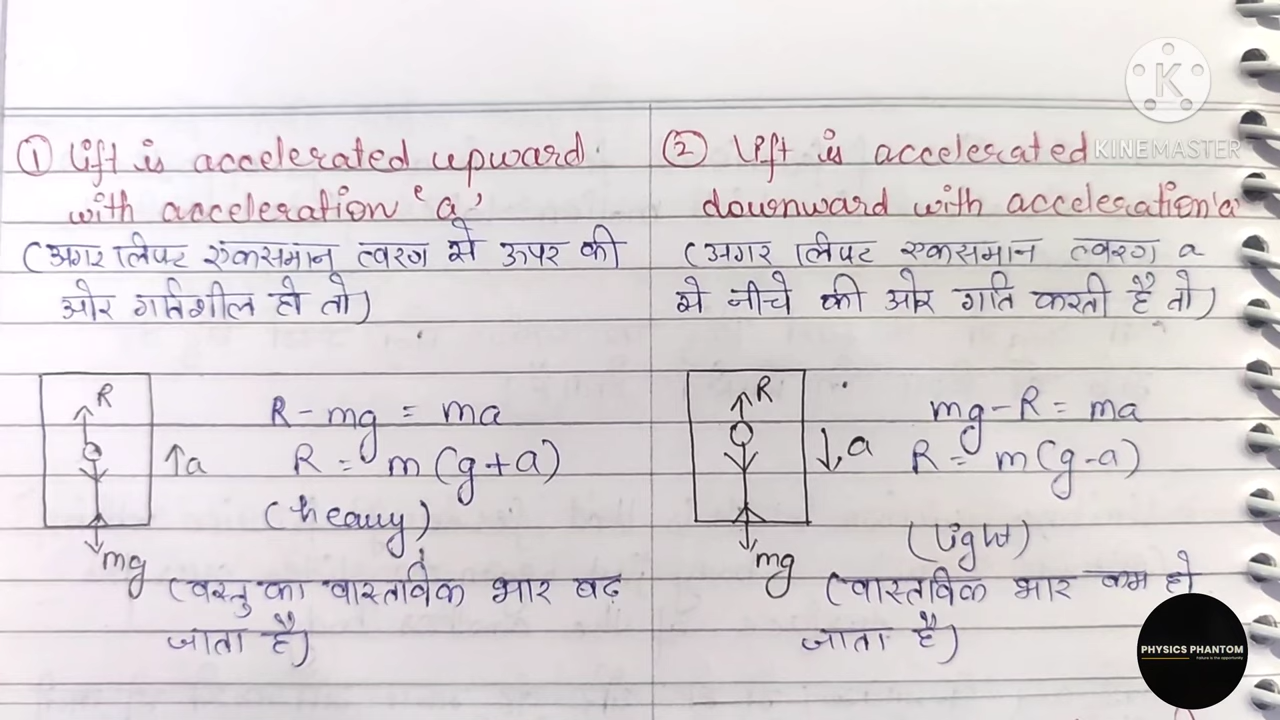 ① Lift is accelerated upward
with acceleration 'a'
(अगर लिफ्ट एकसमान त्वरण से ऊपर की
ओर गतिशील हो तो)
R
↑a
mg
R - mg = ma
R = m(g+a)
(heavy)
(वस्तु का वास्तविक भार बढ़
जाता है)
② Lift is accelerated
downward with acceleration 'a'
(अगर लिफ्ट एकसमान त्वरण a
से नीचे की ओर गति करती है तो)
R
↓a
mg
mg - R = ma
R = m(g-a)
(light)
(वास्तविक भार कम हो
जाता है)
K
KINEMASTER
PHYSICS PHANTOM